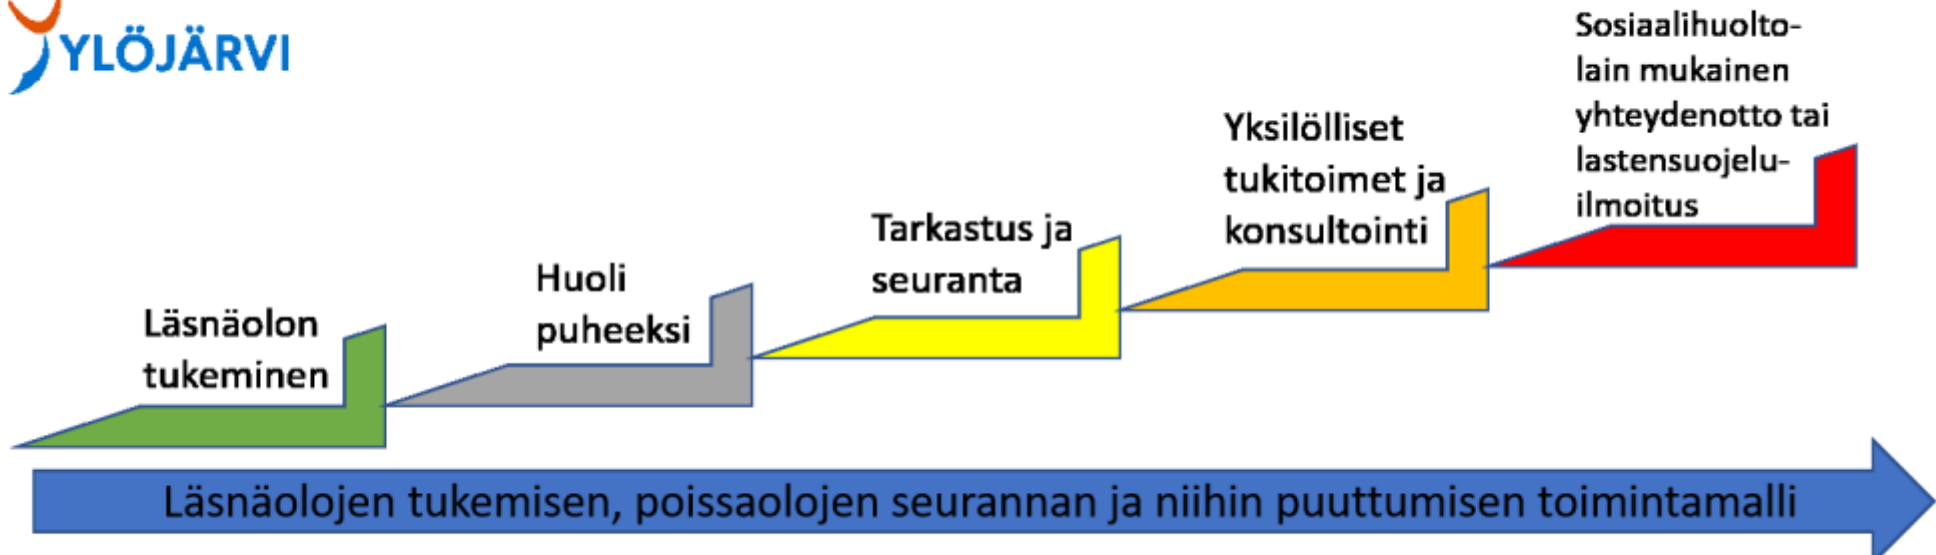 YLÖJÄRVI
Läsnäolon
tukeminen
Huoli
puheeksi
Tarkastus ja
seuranta
Yksilölliset
tukitoimet ja
konsultointi
Sosiaalihuolto-
lain mukainen
yhteydenotto tai
lastensuojelu-
ilmoitus
Läsnäolojen tukemisen, poissaolojen seurannan ja niihin puuttumisen toimintamalli